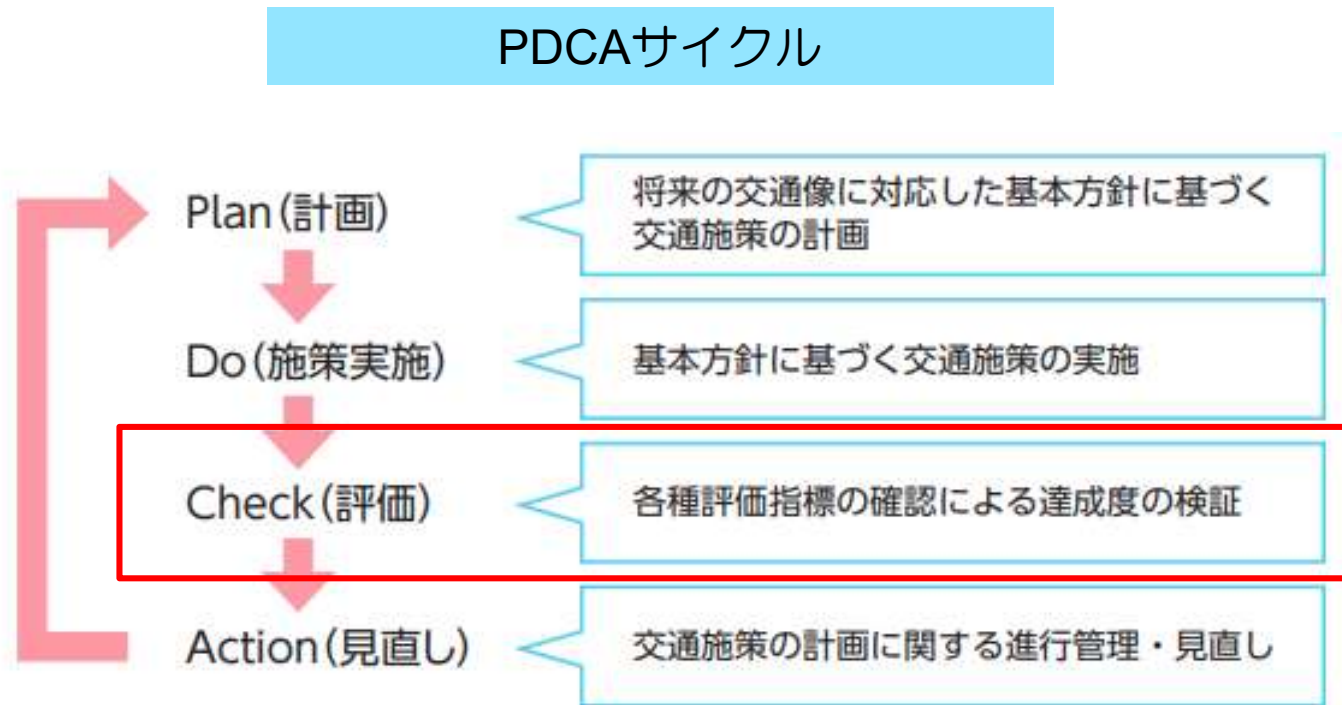 PDCAサイクル
Plan(計画)
将来の交通像に対応した基本方針に基づく
交通施策の計画
Do(施策実施)
基本方針に基づく交通施策の実施
Check(評価)
各種評価指標の確認による達成度の検証
Action(見直し)
交通施策の計画に関する進行管理・見直し